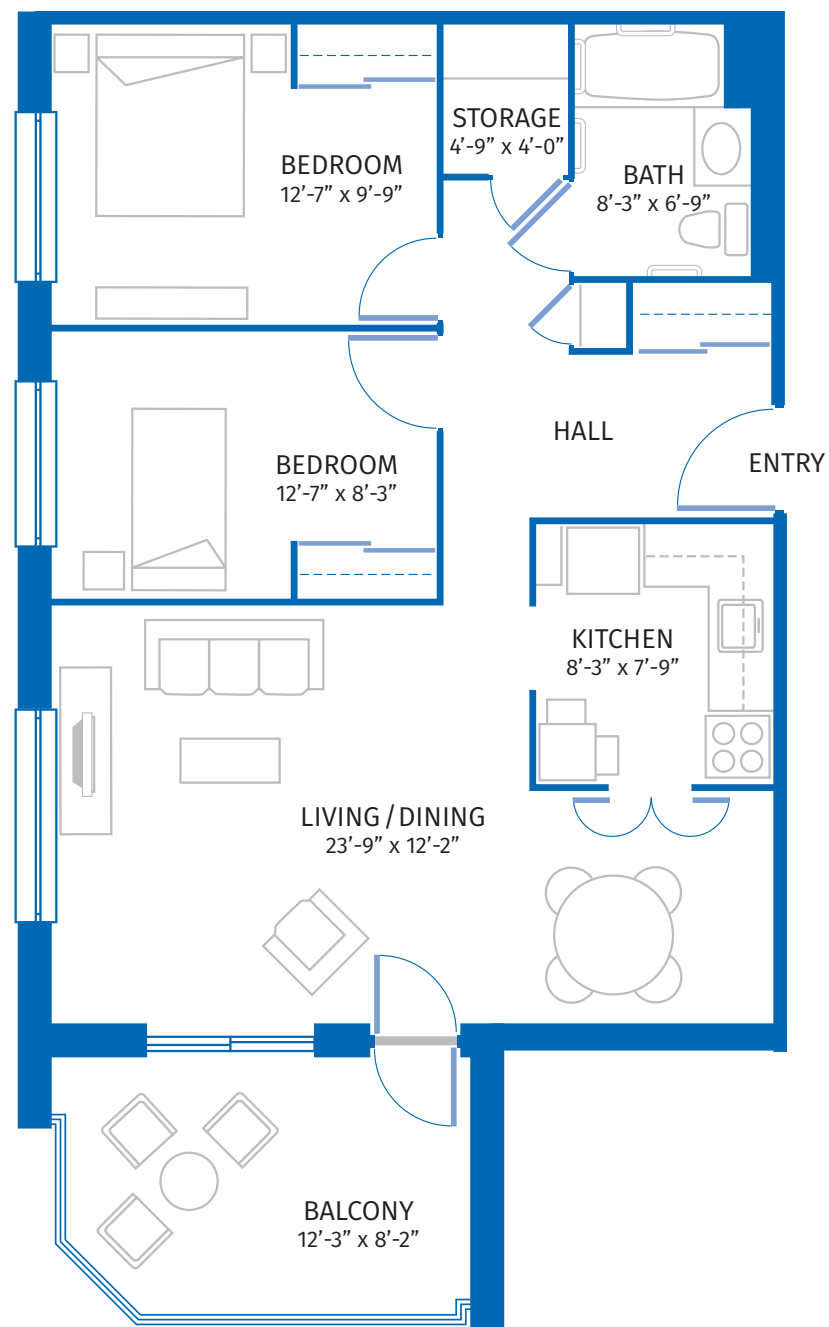 STORAGE
4’-9” x 4’-0”
BEDROOM
12’-7” x 9’-9”
BATH
8’-3” x 6’-9”
HALL
ENTRY
BEDROOM
12’-7” x 8’-3”
KITCHEN
8’-3” x 7’-9”
LIVING / DINING
23’-9” x 12’-2”
BALCONY
12’-3” x 8’-2”